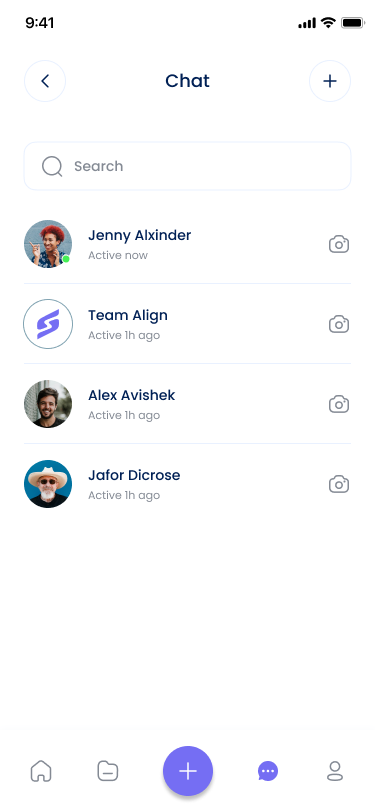 9:41
Chat
Search
Jenny Alxinder
Active now
Team Align
Active 1h ago
Alex Avishek
Active 1h ago
Jafor Dicrose
Active 1h ago